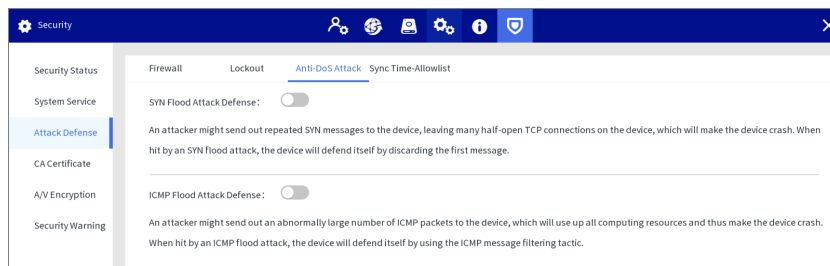 Security
Security Status
System Service
Attack Defense
CA Certificate
A/V Encryption
Security Warning
Firewall Lockout Anti-DoS Attack Sync Time-Allowlist
SYN Flood Attack Defense:
An attacker might send out repeated SYN messages to the device, leaving many half-open TCP connections on the device, which will make the device crash. When
hit by an SYN flood attack, the device will defend itself by discarding the first message.
ICMP Flood Attack Defense:
An attacker might send out an abnormally large number of ICMP packets to the device, which will use up all computing resources and thus make the device crash.
When hit by an ICMP flood attack, the device will defend itself by using the ICMP message filtering tactic.